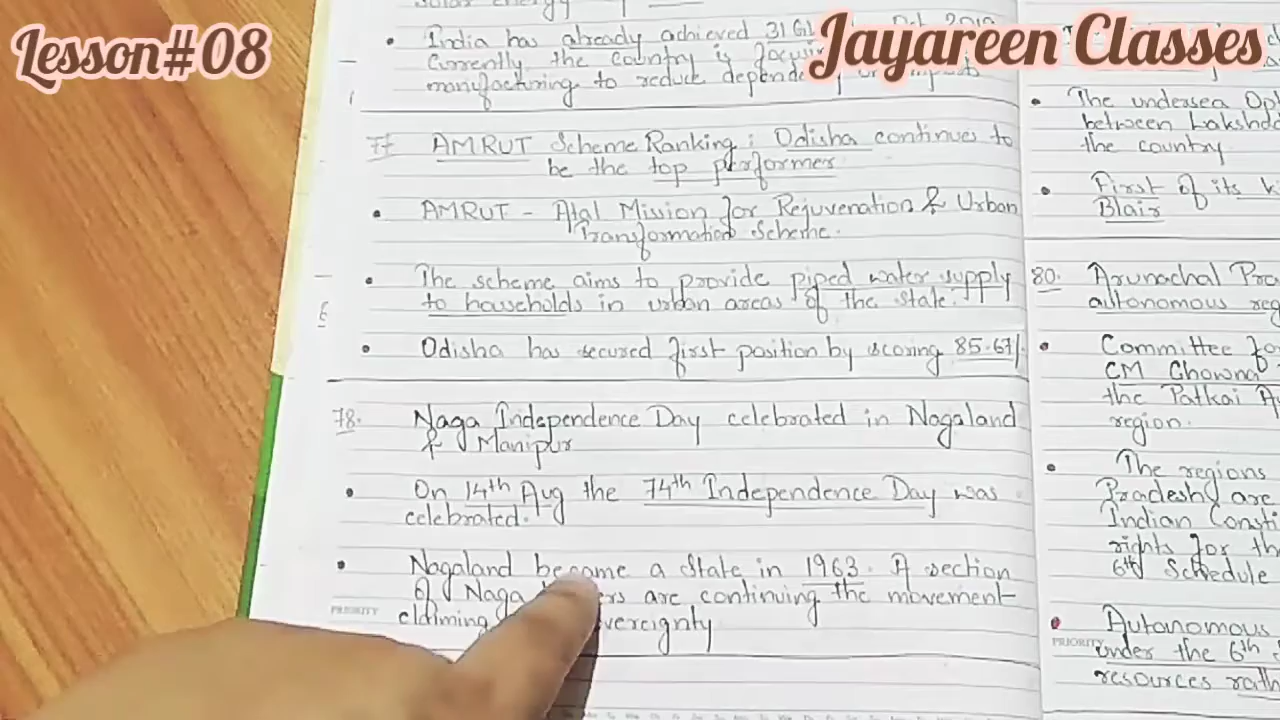 Lesson#08
Jayareen Classes
India has already achieved 31
Currently the country is
manufacturing to reduce
77 AMRUT Scheme Ranking : Odisha continues to
be the top performer
AMRUT - Atal Mission for Rejuvenation & Urban
Transformation Scheme.
The scheme aims to provide piped water supply
to households in urban areas of the state.
Odisha has secured first position by scoring 85.67%
78. Naga Independence Day celebrated in Nagaland
& Manipur
On 14th Aug the 74th Independence Day was
celebrated.
Nagaland became a State in 1963. A section
of Naga are continuing the movement
claiming
PRIORITY
The undersea
between
the country
First of its
Blair
80. Arunachal
autonomous
Committee
CM Chowna
the Patkai
region.
The regions
Pradesh are
Indian
rights for
6th Schedule
Autonomous
PRIORITY
under the 6th
resources